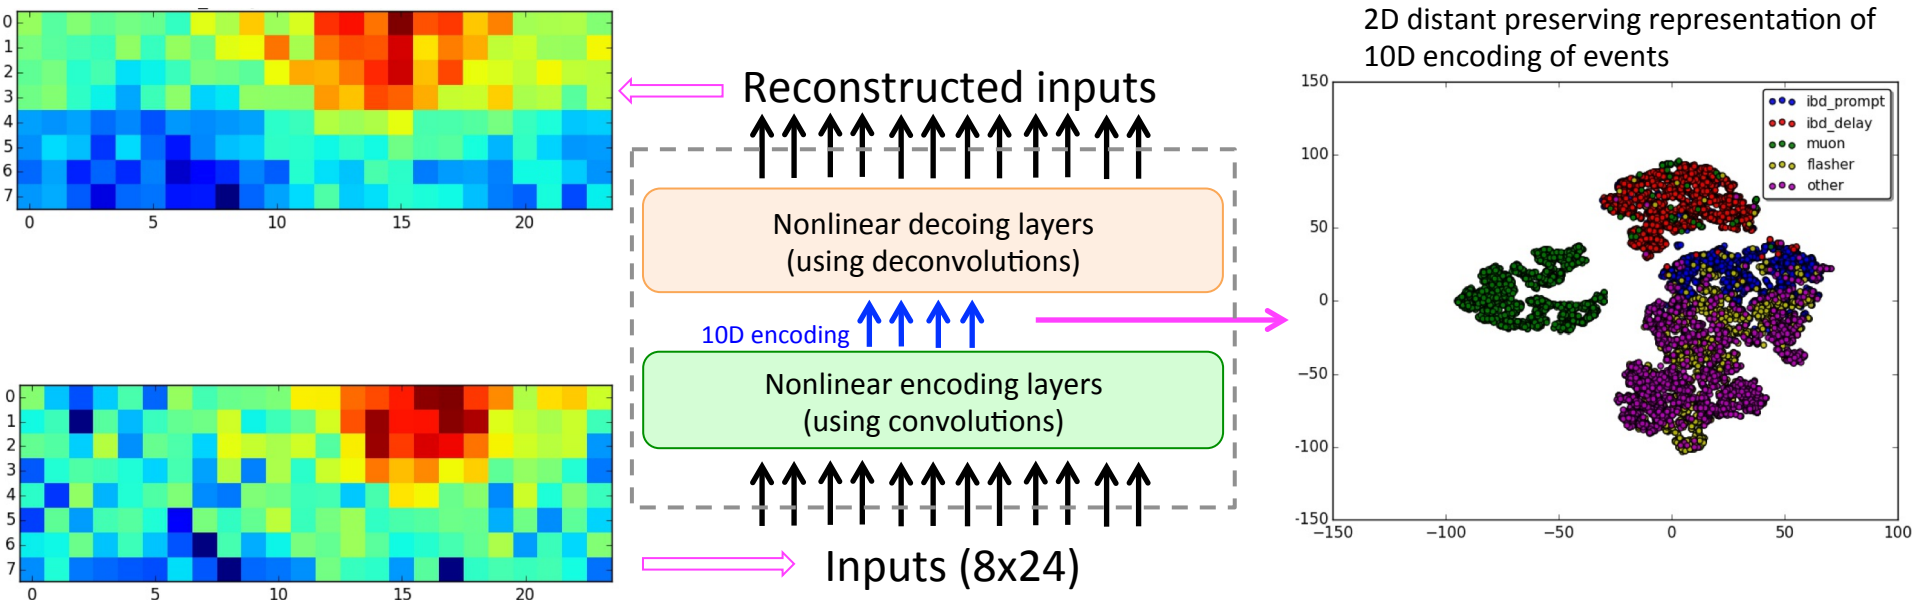 2D distant preserving representation of
10D encoding of events
0
1
2
3
4
5
6
7
0 5 10 15 20
Reconstructed inputs
Nonlinear decoing layers
(using deconvolutions)
10D encoding
Nonlinear encoding layers
(using convolutions)
Inputs (8x24)
0
1
2
3
4
5
6
7
0 5 10 15 20
150
100
50
0
-50
-100
-150
−150 −100 −50 0 50 100
ibd_prompt
ibd_delay
muon
flasher
other